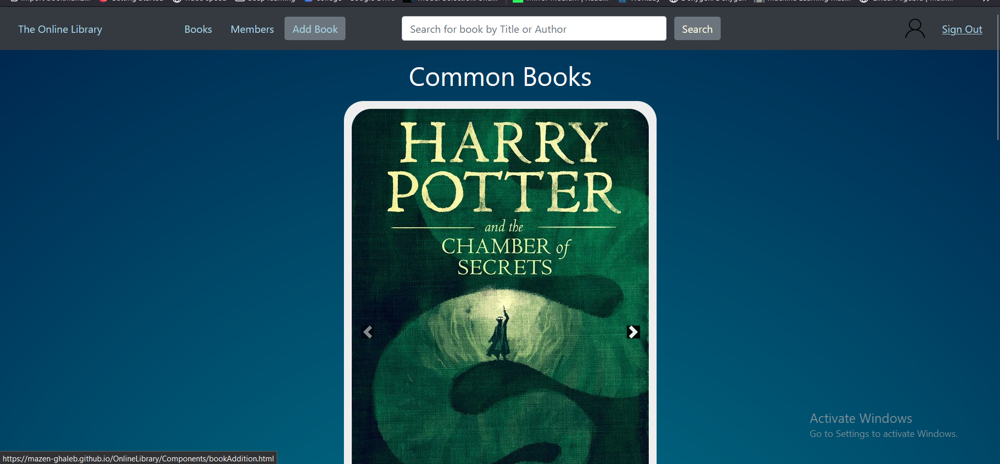 The Online Library
Books
Members
Add Book
Search for book by Title or Author
Search
Sign Out
Common Books
HARRY
POTTER
and the
CHAMBER of
SECRETS
Activate Windows
Go to Settings to activate Windows.
https://mazen-ghaleb.github.io/OnlineLibrary/Components/bookAddition.html